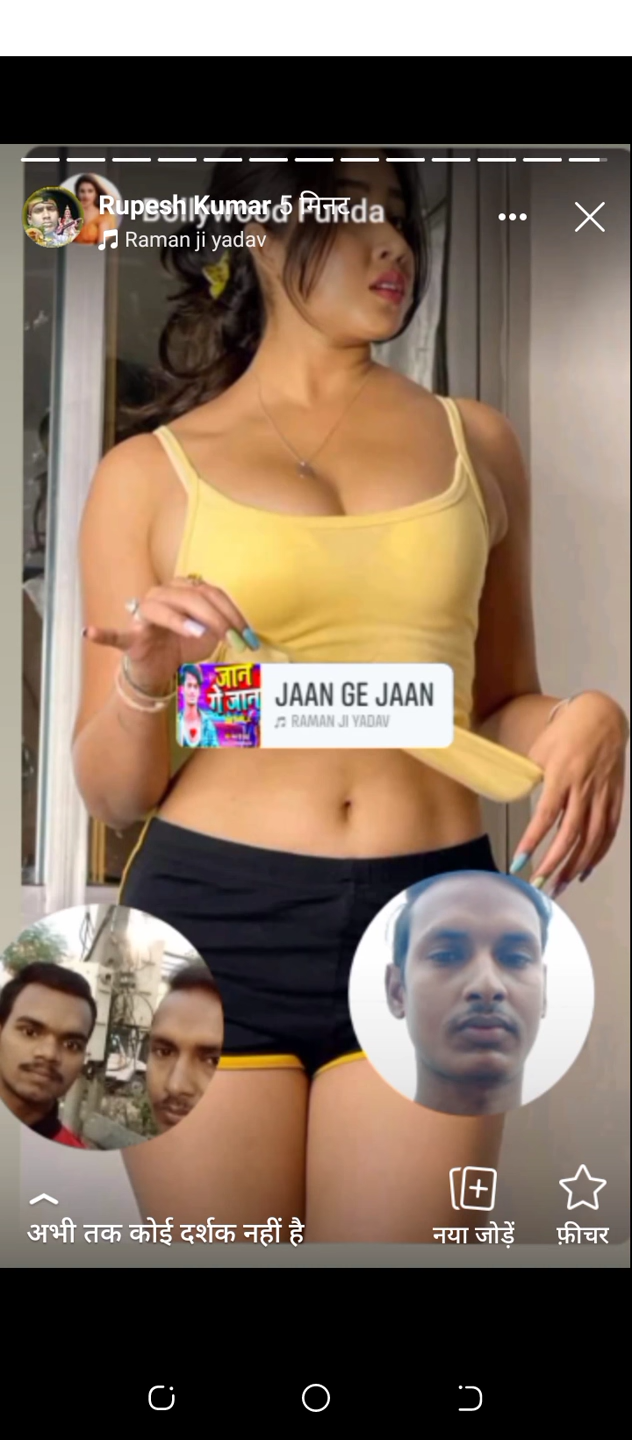 Rupesh Kumar 5 मिनट
Bollywood Funda
Raman ji yadav
जान
गे जान
JAAN GE JAAN
RAMAN JI YADAV
अभी तक कोई दर्शक नहीं है
नया जोड़ें
फ़ीचर